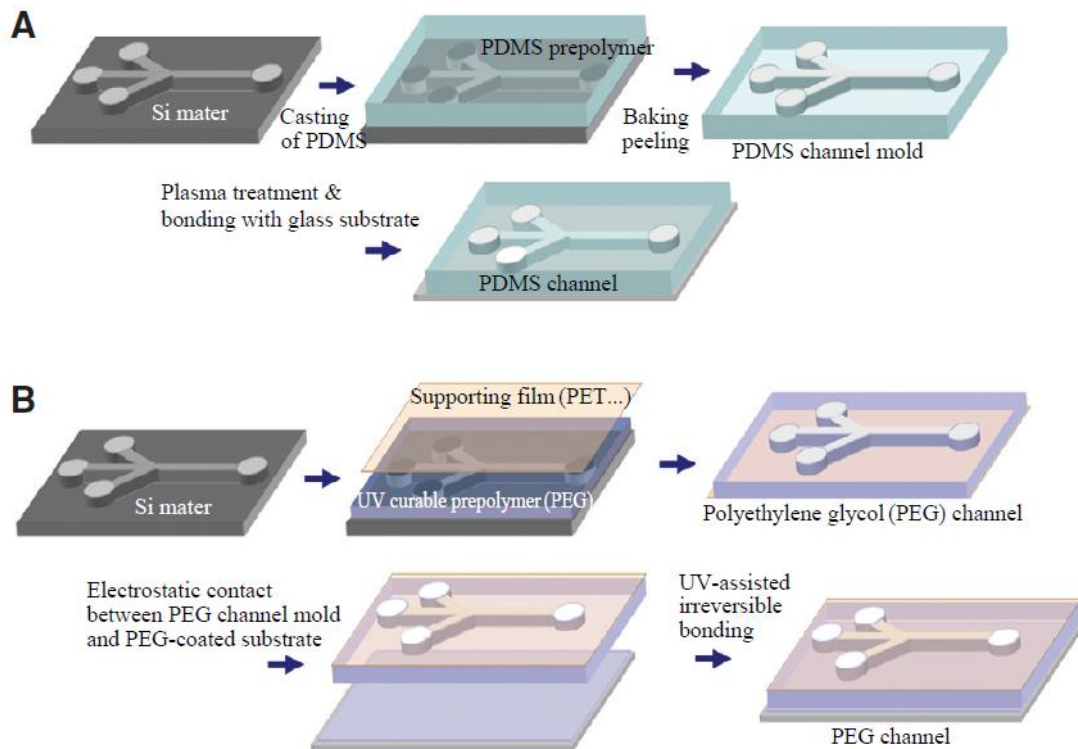 A
Si mater
Casting
of PDMS
PDMS prepolymer
Baking
peeling
PDMS channel mold
Plasma treatment &
bonding with glass substrate
PDMS channel
B
Si mater
Supporting film (PET...)
UV curable prepolymer (PEG)
Polyethylene glycol (PEG) channel
Electrostatic contact
between PEG channel mold
and PEG-coated substrate
UV-assisted
irreversible
bonding
PEG channel